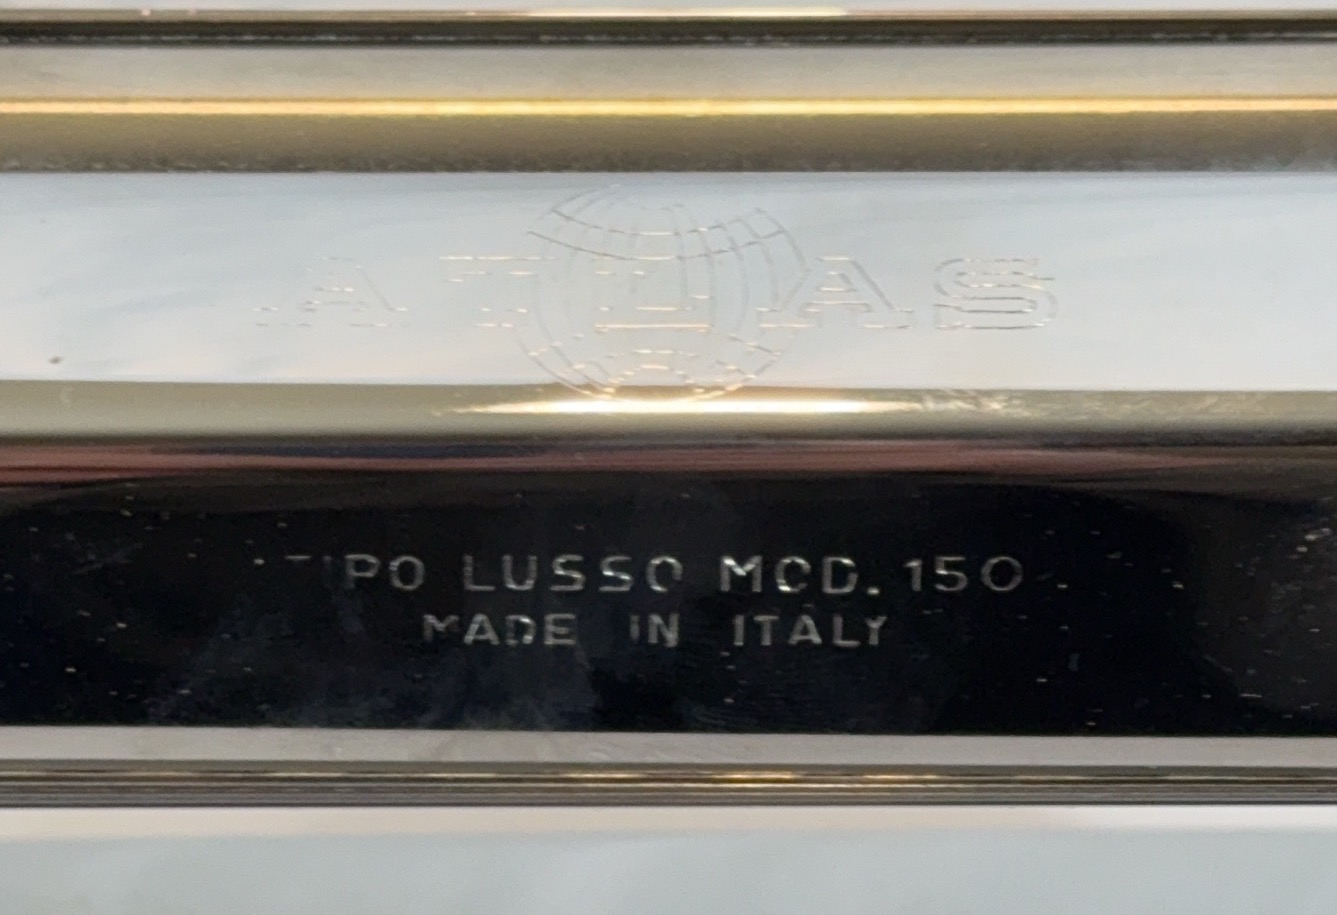 ATLAS
TIPO LUSSO MOD. 150
MADE IN ITALY